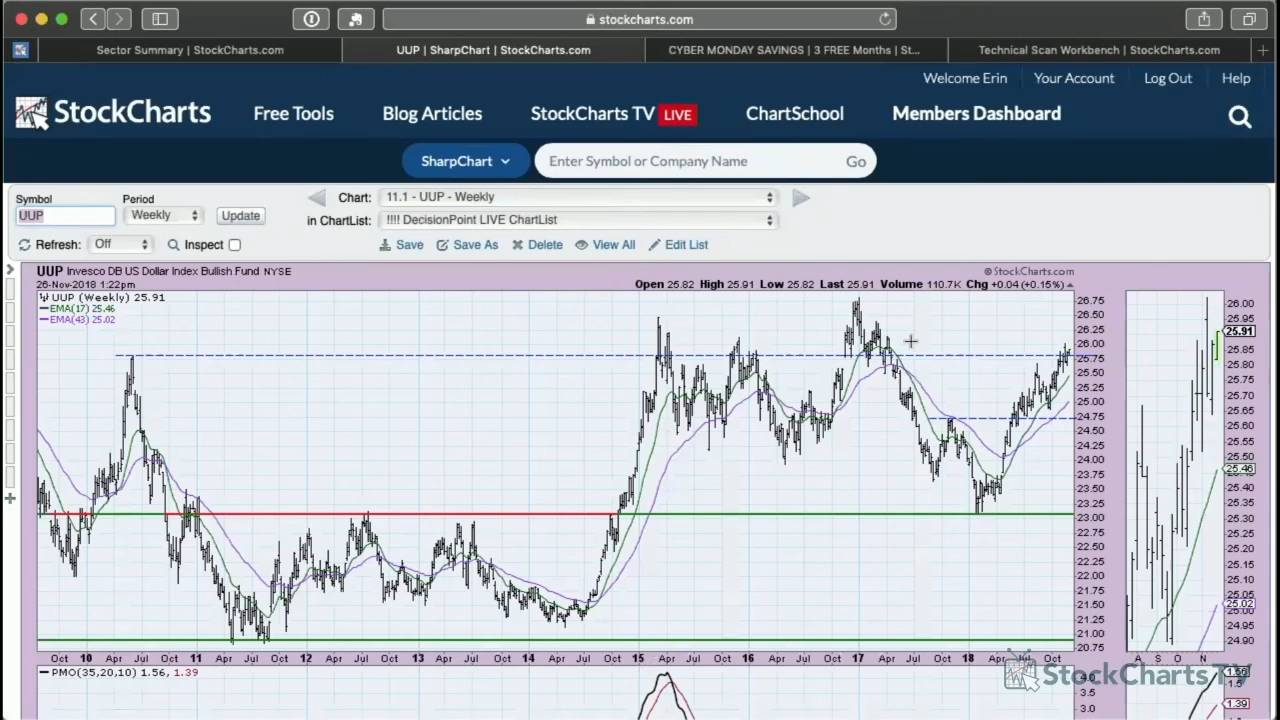 stockcharts.com
Sector Summary | StockCharts.com
UUP | SharpChart | StockCharts.com
CYBER MONDAY SAVINGS | 3 FREE Months | St...
Technical Scan Workbench | StockCharts.com
Welcome Erin
Your Account
Log Out
Help
StockCharts
Free Tools
Blog Articles
StockCharts TV LIVE
ChartSchool
Members Dashboard
SharpChart
Enter Symbol or Company Name
Go
Symbol
Period
Chart: 11.1 - UUP - Weekly
UUP
Weekly
Update
in ChartList: !!!! DecisionPoint LIVE ChartList
Refresh: Off
Inspect
Save
Save As
Delete
View All
Edit List
UUP Invesco DB US Dollar Index Bullish Fund NYSE
© StockCharts.com
26-Nov-2018 1:22pm
Open 25.82 High 25.91 Low 25.82 Last 25.91 Volume 110.7K Chg +0.04 (+0.15%)
UUP (Weekly) 25.91
EMA(17) 25.46
EMA(43) 25.02
26.75
26.50
26.25
26.00
25.75
25.50
25.25
25.00
24.75
24.50
24.25
24.00
23.75
23.50
23.25
23.00
22.75
22.50
22.25
22.00
21.75
21.50
21.25
21.00
20.75
26.00
25.95
25.91
25.85
25.80
25.75
25.70
25.65
25.60
25.55
25.50
25.46
25.40
25.35
25.30
25.25
25.20
25.15
25.10
25.05
25.02
24.95
24.90
Oct 10 Apr Jul Oct 11 Apr Jul Oct 12 Apr Jul Oct 13 Apr Jul Oct 14 Apr Jul Oct 15 Apr Jul Oct 16 Apr Jul Oct 17 Apr Jul Oct 18 Apr Jul Oct
A S O N
PMO(35,20,10) 1.56, 1.39
4.0
3.5
3.0
1.56
1.5
1.39
StockCharts TV